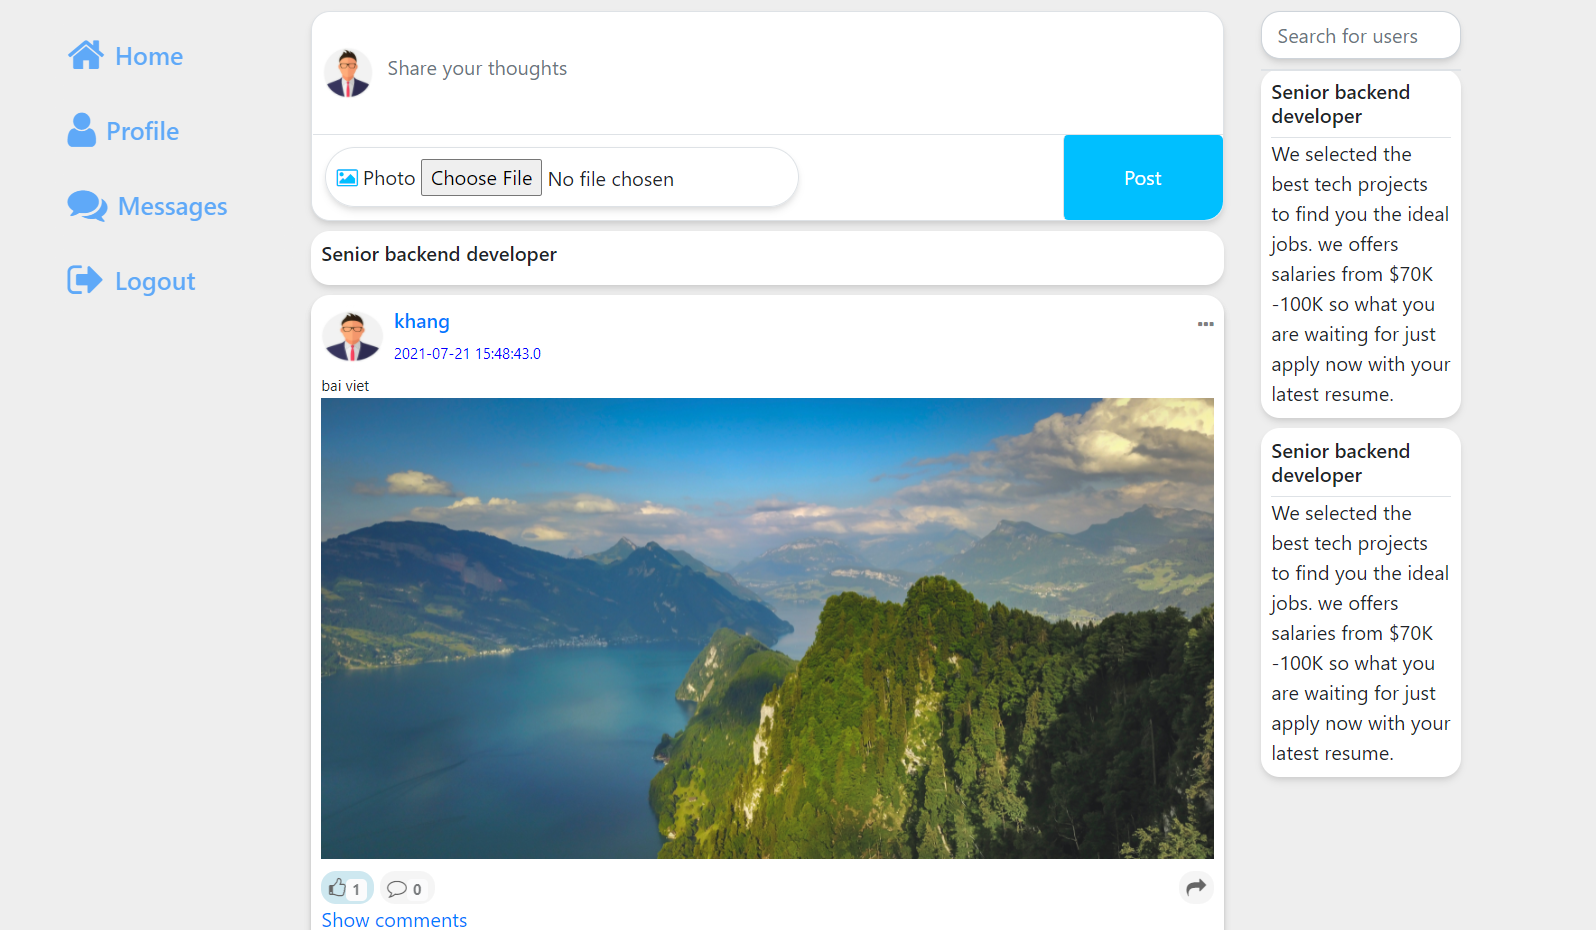 Home
Profile
Messages
Logout
Share your thoughts
Photo Choose File No file chosen
Post
Senior backend developer
khang
2021-07-21 15:48:43.0
bai viet
1
0
Show comments
Search for users
Senior backend
developer
We selected the
best tech projects
to find you the ideal
jobs. we offers
salaries from $70K
-100K so what you
are waiting for just
apply now with your
latest resume.
Senior backend
developer
We selected the
best tech projects
to find you the ideal
jobs. we offers
salaries from $70K
-100K so what you
are waiting for just
apply now with your
latest resume.